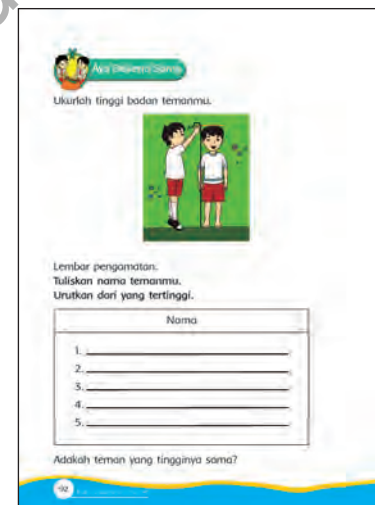 Ukurlah tinggi badan temanmu.
Lembar pengamatan.
Tuliskan nama temanmu.
Urutkan dari yang tertinggi.
Nama
1.
2.
3.
4.
5.
Adakah teman yang tingginya sama?
92